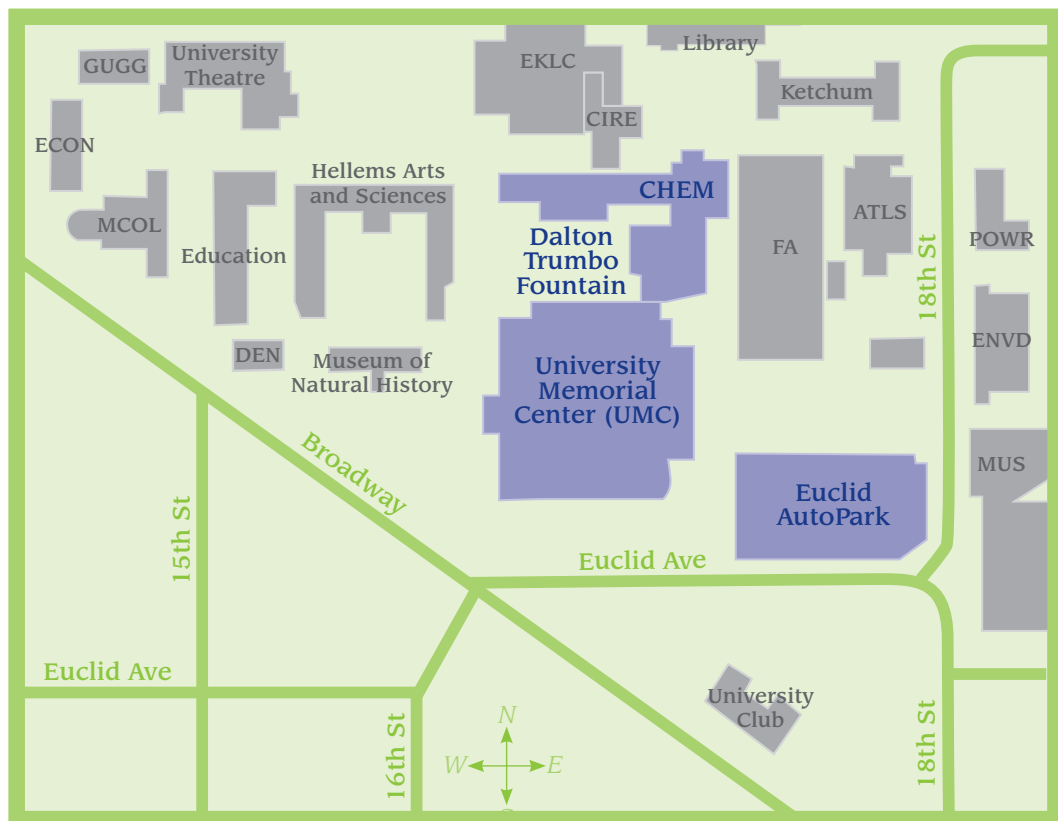 Library
University
Theatre
GUGG
EKLC
Ketchum
CIRE
ECON
Hellems Arts
and Sciences
CHEM
ATLS
MCOL
Education
Dalton
Trumbo
Fountain
FA
POWR
18th St
ENVD
DEN
Museum of
Natural History
University
Memorial
Center (UMC)
Broadway
MUS
Euclid
AutoPark
15th St
Euclid Ave
Euclid Ave
University
Club
16th St
18th St
N
W
E